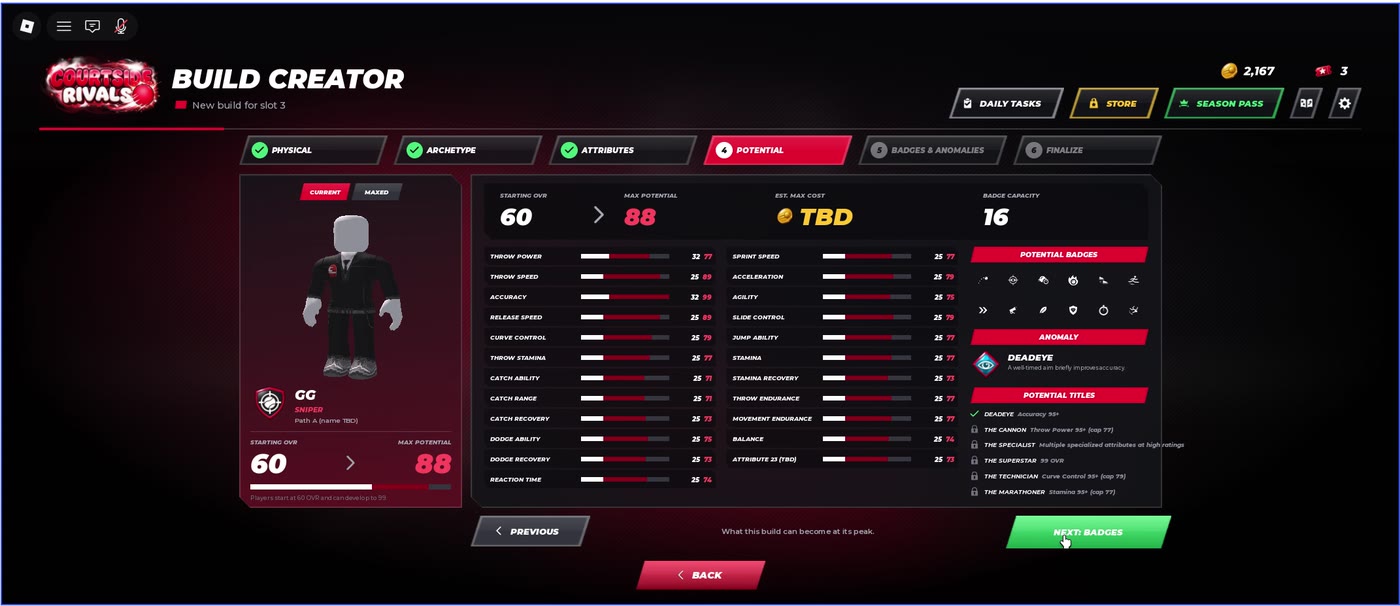 COURTSIDE
RIVALS
BUILD CREATOR
New build for slot 3
2,167
3
DAILY TASKS
STORE
SEASON PASS
PHYSICAL
ARCHETYPE
ATTRIBUTES
4 POTENTIAL
5 BADGES & ANOMALIES
6 FINALIZE
CURRENT
MAXED
GG
SNIPER
Path A (name TBD)
STARTING OVR
MAX POTENTIAL
60
88
Players start at 60 OVR and can develop to 99
STARTING OVR
60
MAX POTENTIAL
88
EST. MAX COST
TBD
BADGE CAPACITY
16
THROW POWER 32 77
THROW SPEED 25 89
ACCURACY 32 99
RELEASE SPEED 25 89
CURVE CONTROL 25 79
THROW STAMINA 25 77
CATCH ABILITY 25 71
CATCH RANGE 25 71
CATCH RECOVERY 25 73
DODGE ABILITY 25 75
DODGE RECOVERY 25 73
REACTION TIME 25 74
SPRINT SPEED 25 77
ACCELERATION 25 79
AGILITY 25 75
SLIDE CONTROL 25 79
JUMP ABILITY 25 77
STAMINA 25 77
STAMINA RECOVERY 25 73
THROW ENDURANCE 25 77
MOVEMENT ENDURANCE 25 77
BALANCE 25 74
ATTRIBUTE 23 (TBD) 25 73
POTENTIAL BADGES
ANOMALY
DEADEYE
A well-timed aim briefly improves accuracy.
POTENTIAL TITLES
DEADEYE Accuracy 95+
THE CANNON Throw Power 95+ (cap 77)
THE SPECIALIST Multiple specialized attributes at high ratings
THE SUPERSTAR 99 OVR
THE TECHNICIAN Curve Control 95+ (cap 79)
THE MARATHONER Stamina 95+ (cap 77)
PREVIOUS
What this build can become at its peak.
NEXT: BADGES
BACK